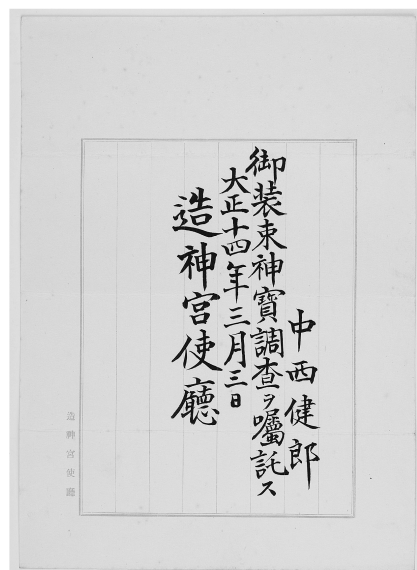 中西健郎
御装束神寶調査ヲ囑託ス
大正十四年三月三日
造神宮使廳
造神宮使廳